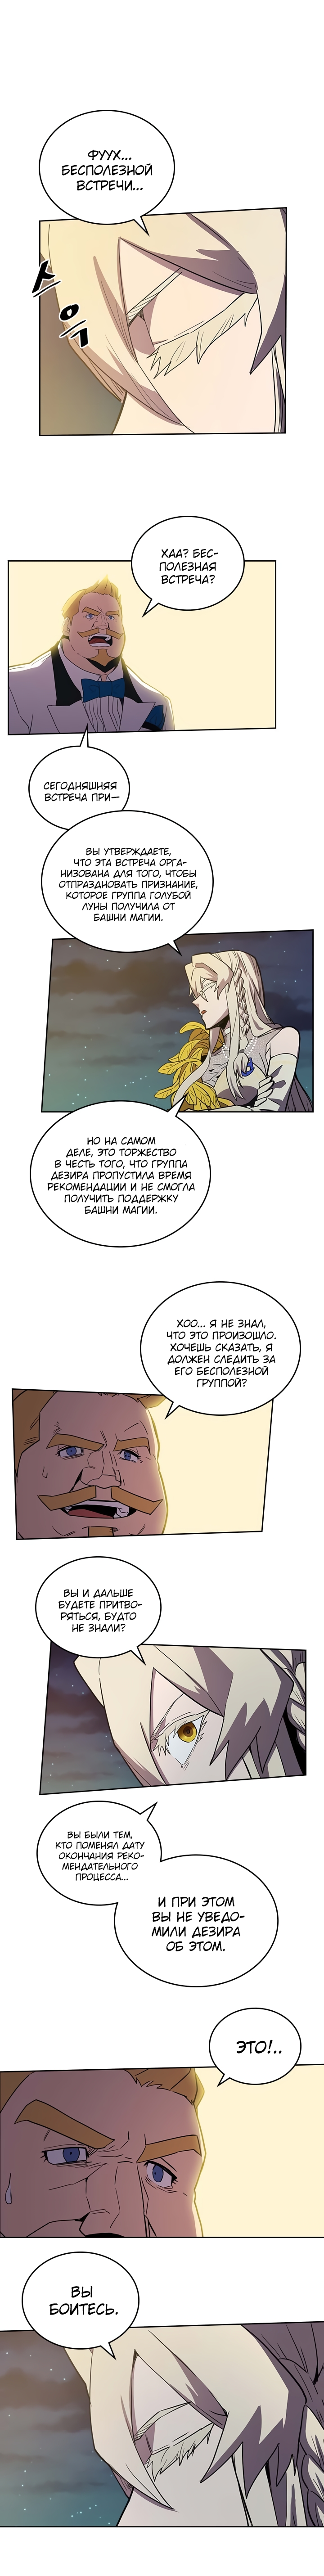 ФУУХ...
БЕСПОЛЕЗНОЙ
ВСТРЕЧИ...
스
윽
ХАА? БЕС-
ПОЛЕЗНАЯ
ВСТРЕЧА?
СЕГОДНЯШНЯЯ
ВСТРЕЧА ПРИ—
ВЫ УТВЕРЖДАЕТЕ,
ЧТО ЭТА ВСТРЕЧА ОРГА-
НИЗОВАНА ДЛЯ ТОГО, ЧТОБЫ
ОТПРАЗДНОВАТЬ ПРИЗНАНИЕ,
КОТОРОЕ ГРУППА ГОЛУБОЙ
ЛУНЫ ПОЛУЧИЛА ОТ
БАШНИ МАГИИ.
НО НА САМОМ
ДЕЛЕ, ЭТО ТОРЖЕСТВО
В ЧЕСТЬ ТОГО, ЧТО ГРУППА
ДЕЗИРА ПРОПУСТИЛА ВРЕМЯ
РЕКОМЕНДАЦИИ И НЕ СМОГЛА
ПОЛУЧИТЬ ПОДДЕРЖКУ
БАШНИ МАГИИ.
ХОО... Я НЕ ЗНАЛ,
ЧТО ЭТО ПРОИЗОШЛО.
ХОЧЕШЬ СКАЗАТЬ, Я
ДОЛЖЕН СЛЕДИТЬ ЗА
ЕГО БЕСПОЛЕЗНОЙ
ГРУППОЙ?
ВЫ И ДАЛЬШЕ
БУДЕТЕ ПРИТВО-
РЯТЬСЯ, БУДТО
НЕ ЗНАЛИ?
ВЫ БЫЛИ ТЕМ,
КТО ПОМЕНЯЛ ДАТУ
ОКОНЧАНИЯ РЕКО-
МЕНДАТЕЛЬНОГО
ПРОЦЕССА...
И ПРИ ЭТОМ
ВЫ НЕ УВЕДО-
МИЛИ ДЕЗИРА
ОБ ЭТОМ.
ЭТО!..
ВЫ
БОИТЕСЬ.